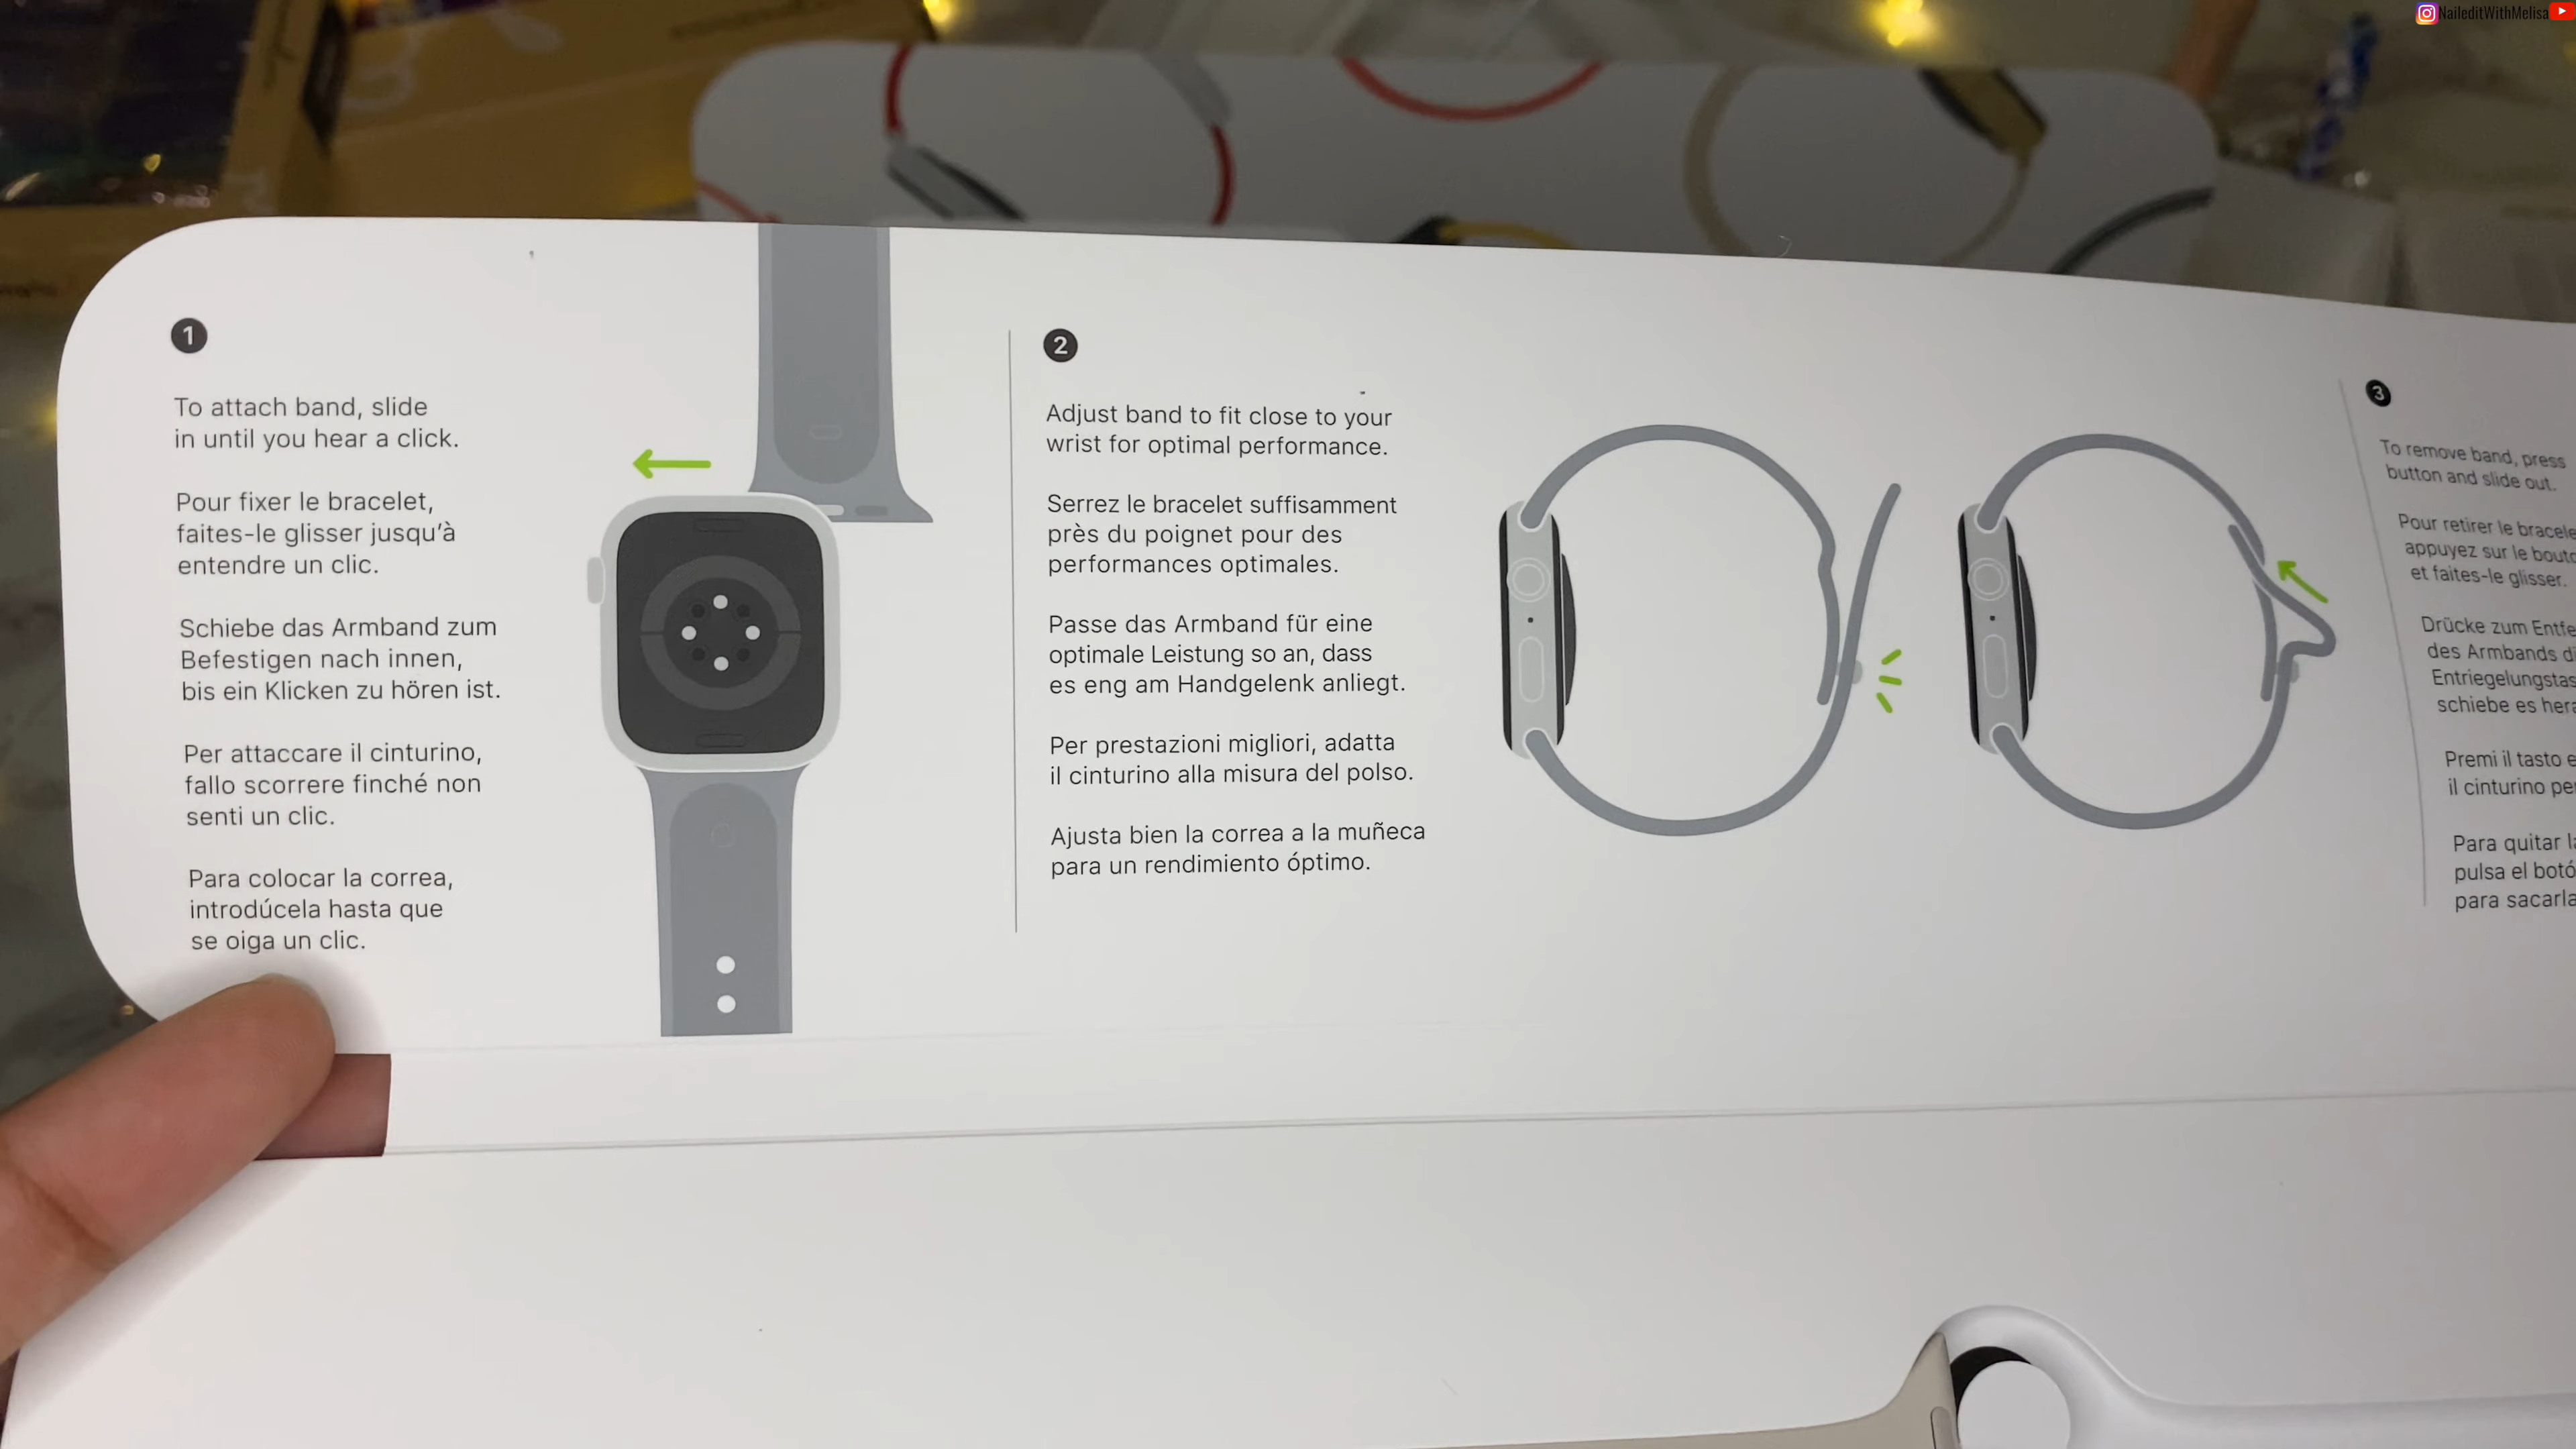 NaileditWithMelisa
1
To attach band, slide
in until you hear a click.
Pour fixer le bracelet,
faites-le glisser jusqu’à
entendre un clic.
Schiebe das Armband zum
Befestigen nach innen,
bis ein Klicken zu hören ist.
Per attaccare il cinturino,
fallo scorrere finché non
senti un clic.
Para colocar la correa,
introdúcela hasta que
se oiga un clic.
2
Adjust band to fit close to your
wrist for optimal performance.
Serrez le bracelet suffisamment
près du poignet pour des
performances optimales.
Passe das Armband für eine
optimale Leistung so an, dass
es eng am Handgelenk anliegt.
Per prestazioni migliori, adatta
il cinturino alla misura del polso.
Ajusta bien la correa a la muñeca
para un rendimiento óptimo.
3
To remove band, press
button and slide out.
Pour retirer le
appuyez sur le
et faites-le glisser.
Drücke zum
des Armbands
schiebe es
Premi il tasto e
il cinturino
Para quitar
pulsa el
para